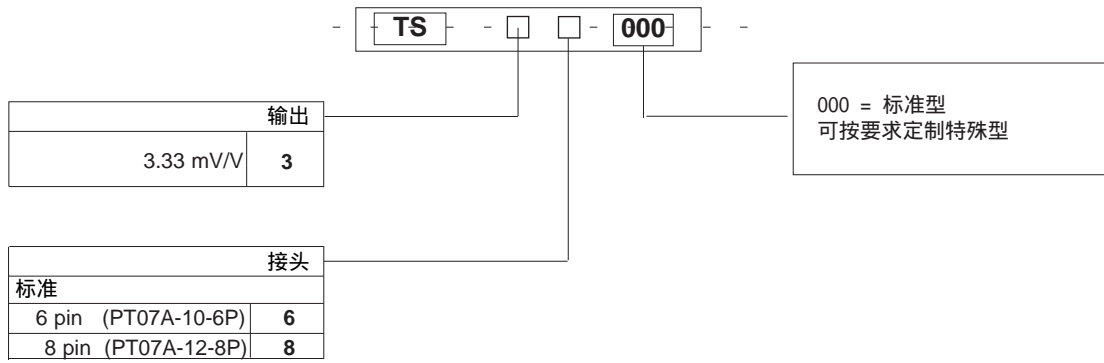 - - TS - - □ □ - 000 - -
000 = 标准型
可按要求定制特殊型
输出
3.33 mV/V 3
接头
标准
6 pin (PT07A-10-6P) 6
8 pin (PT07A-12-8P) 8